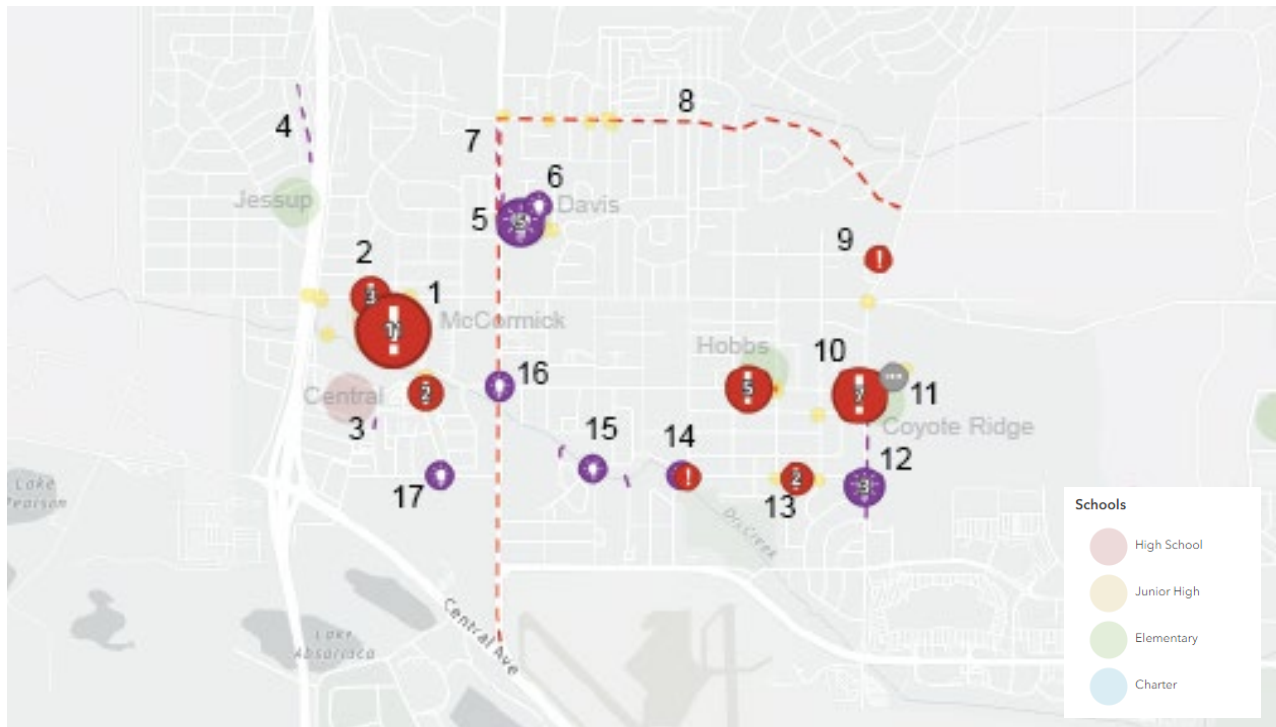 8
4
7
6
Jessup
Davis
5
5
9
2
3
1
McCormick
Hobbs
10
16
5
Central
2
11
3
Coyote Ridge
15
14
12
17
2
3
13
Lake
Pearson
Dry Creek
Central Ave
Lake
Absarraca
Schools
High School
Junior High
Elementary
Charter